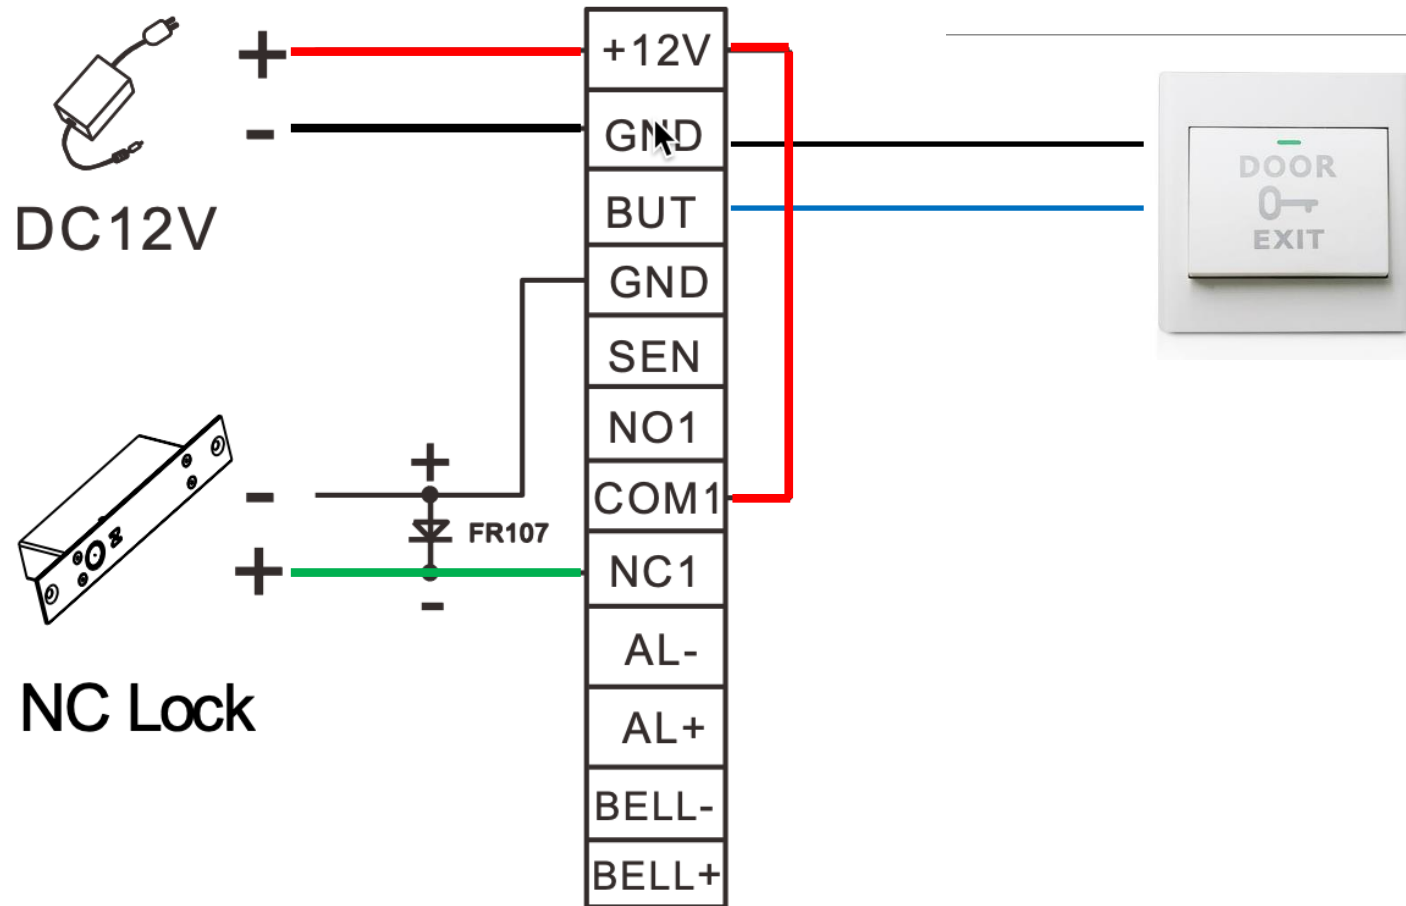 +
-
DC12V
+12V
GND
BUT
GND
SEN
NO1
COM1
NC1
AL-
AL+
BELL-
BELL+
DOOR
EXIT
+
-
FR107
+
-
NC Lock